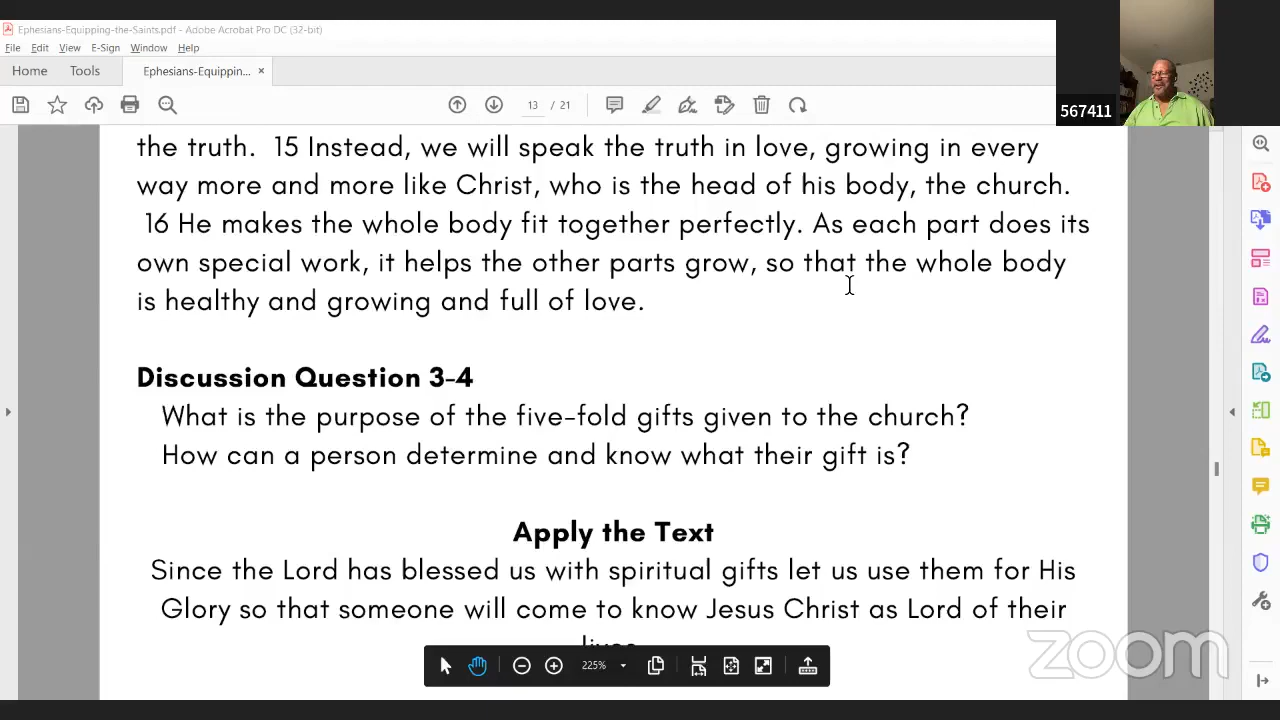 Ephesians-Equipping-the-Saints.pdf - Adobe Acrobat Pro DC (32-bit)
File Edit View E-Sign Window Help
Home Tools Ephesians-Equippin... ×
13 / 21
567411
the truth.  15 Instead, we will speak the truth in love, growing in every
way more and more like Christ, who is the head of his body, the church.
16 He makes the whole body fit together perfectly. As each part does its
own special work, it helps the other parts grow, so that the whole body
is healthy and growing and full of love.
Discussion Question 3-4
What is the purpose of the five-fold gifts given to the church?
How can a person determine and know what their gift is?
Apply the Text
Since the Lord has blessed us with spiritual gifts let us use them for His
Glory so that someone will come to know Jesus Christ as Lord of their
225%
zoom